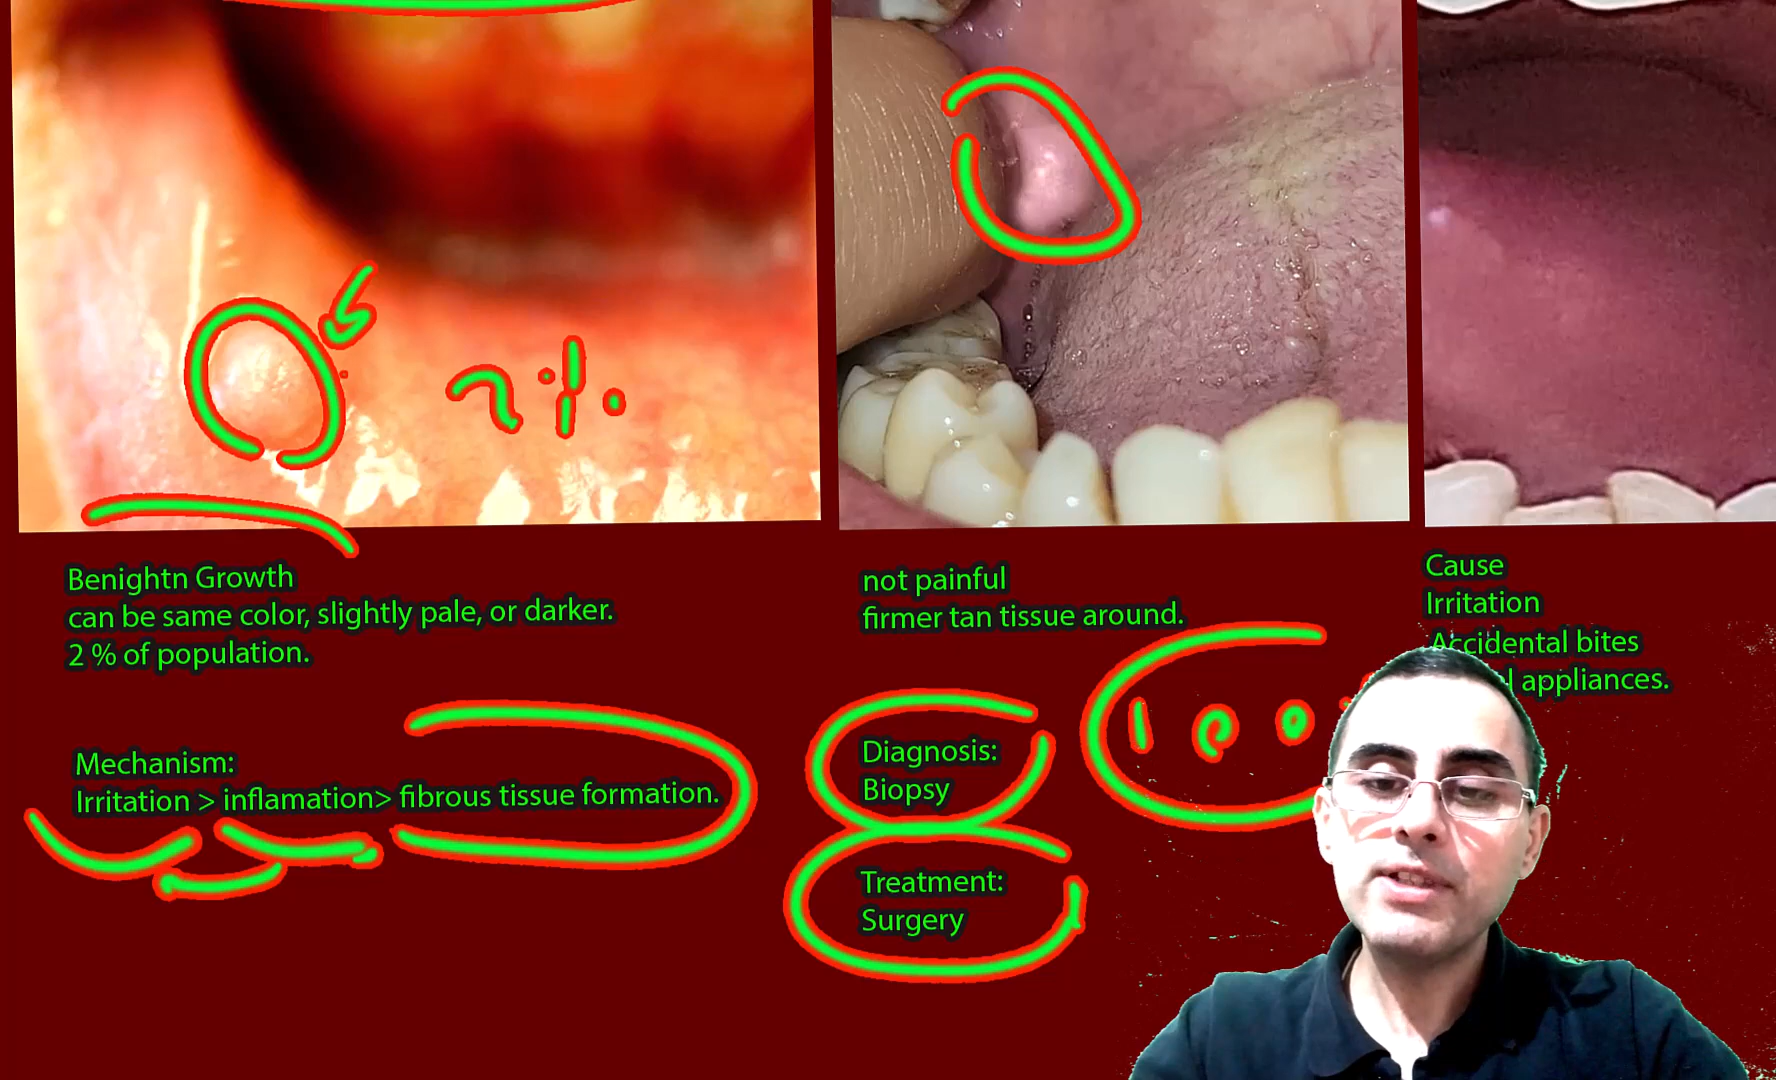 Benightn Growth
can be same color, slightly pale, or darker.
2 % of population.
Mechanism:
Irritation > inflamation> fibrous tissue formation.
not painful
firmer tan tissue around.
Diagnosis:
Biopsy
Treatment:
Surgery
Cause
Irritation
Accidental bites
appliances.